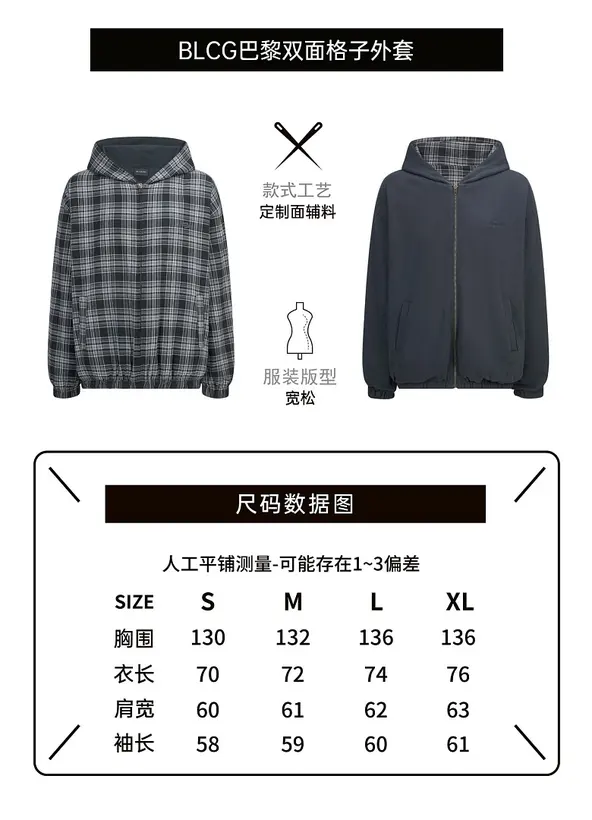 BLCG巴黎双面格子外套
款式工艺
定制面辅料
服装版型
宽松
尺码数据图
人工平铺测量-可能存在1~3偏差
SIZE S M L XL
胸围 130 132 136 136
衣长 70 72 74 76
肩宽 60 61 62 63
袖长 58 59 60 61